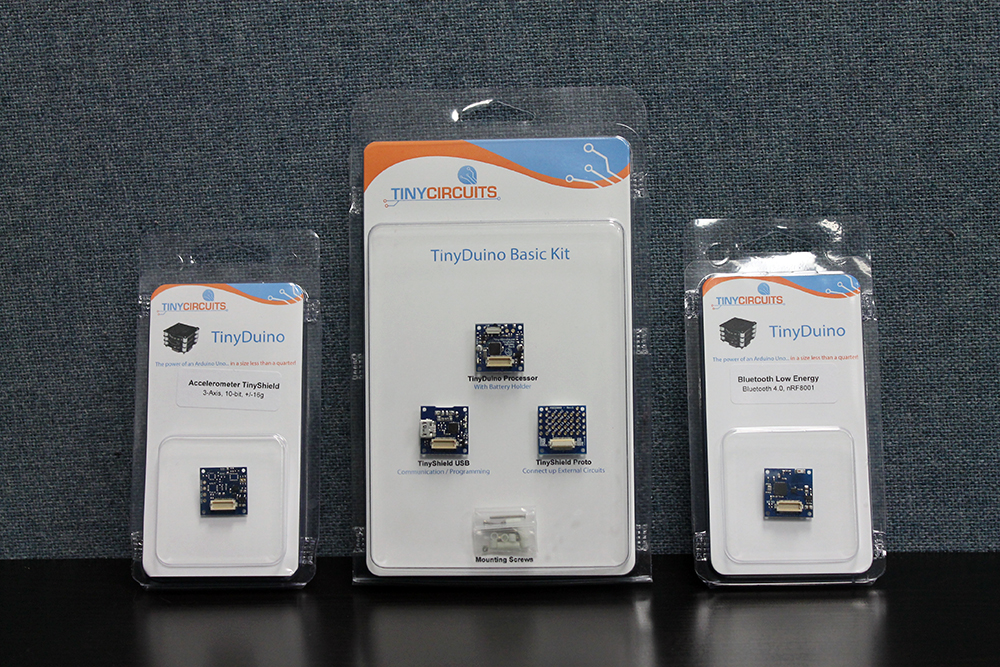 TINYCIRCUITS
TinyDuino
The power of an Arduino Uno.. in a size less than a quarter!
Accelerometer TinyShield
3-Axis, 10-bit, +/-16g
TINYCIRCUITS
TinyDuino Basic Kit
TinyDuino Processor
With Battery Holder
TinyShield USB
Communication / Programming
TinyShield Proto
Connect up External Circuits
Mounting Screws
TINYCIRCUITS
TinyDuino
The power of an Arduino Uno.. in a size less than a quarter!
Bluetooth Low Energy
Bluetooth 4.0, nRF8001